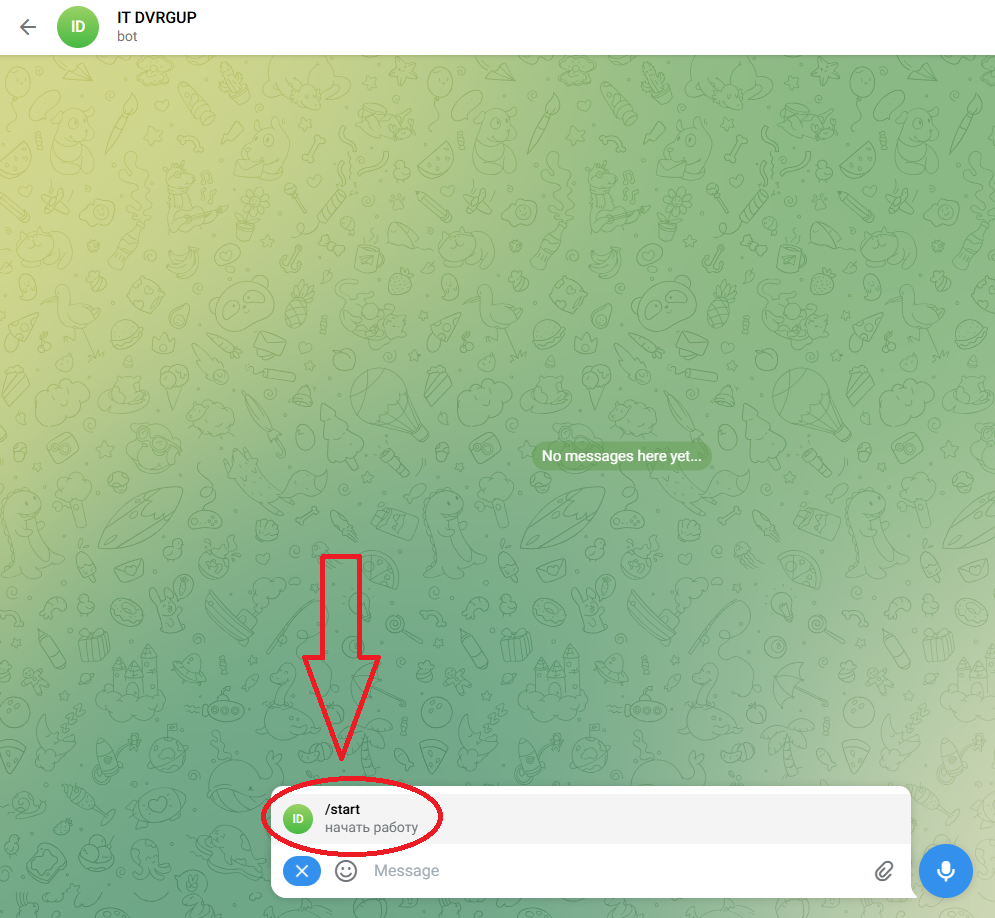 ID
IT DVRGUP
bot
No messages here yet...
ID
/start
начать работу
Message